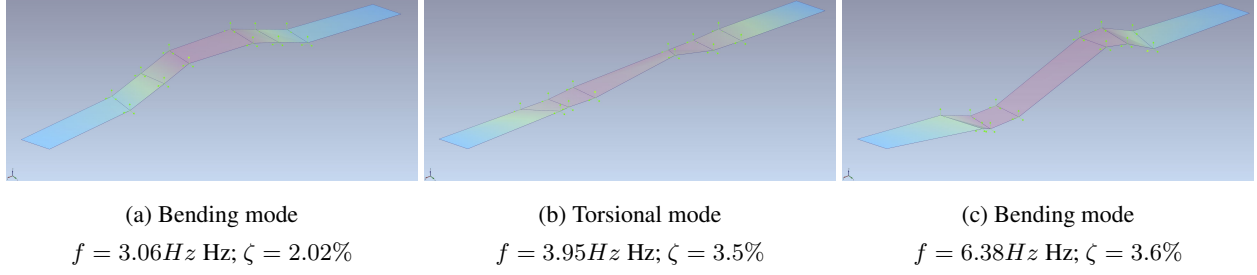 (a) Bending mode
f = 3.06Hz Hz; ζ = 2.02%
(b) Torsional mode
f = 3.95Hz Hz; ζ = 3.5%
(c) Bending mode
f = 6.38Hz Hz; ζ = 3.6%